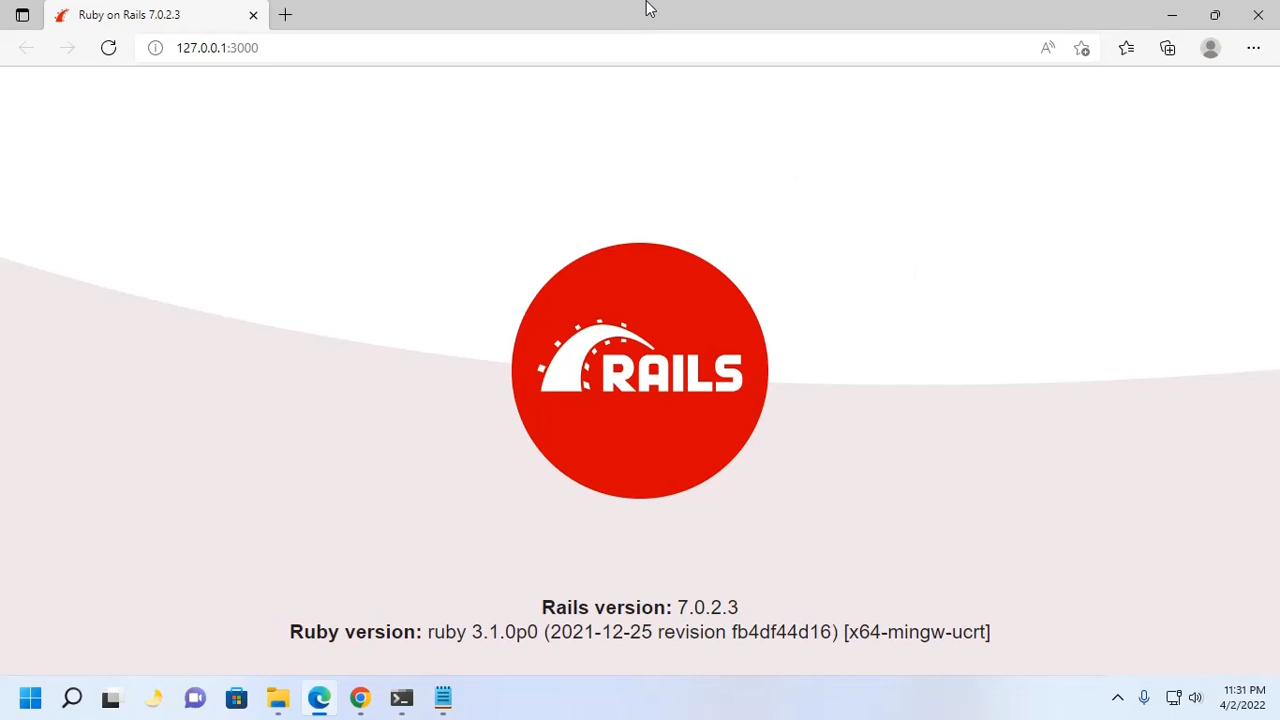 Ruby on Rails 7.0.2.3
127.0.0.1:3000
RAILS
Rails version: 7.0.2.3
Ruby version: ruby 3.1.0p0 (2021-12-25 revision fb4df44d16) [x64-mingw-ucrt]
11:31 PM
4/2/2022